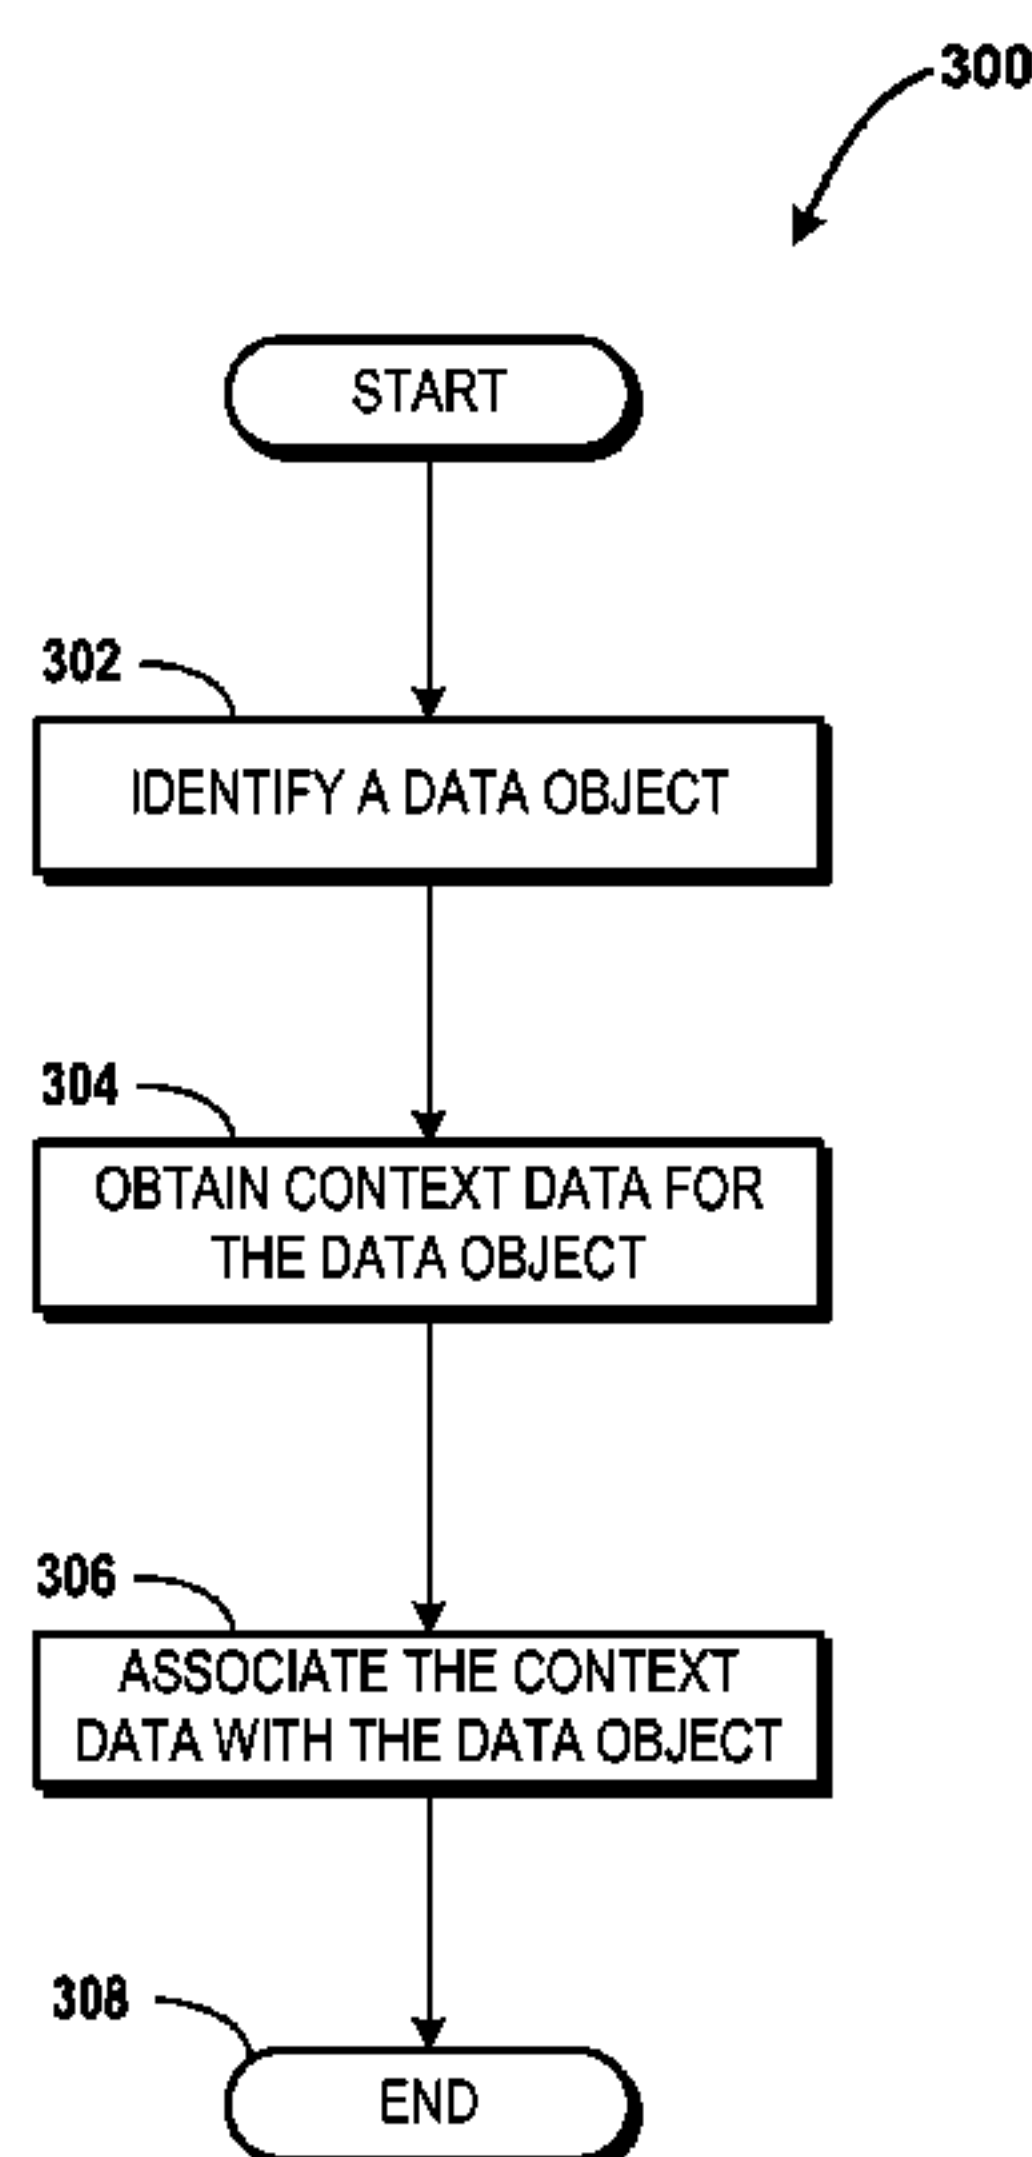 300
START
302
IDENTIFY A DATA OBJECT
304
OBTAIN CONTEXT DATA FOR
THE DATA OBJECT
306
ASSOCIATE THE CONTEXT
DATA WITH THE DATA OBJECT
308
END